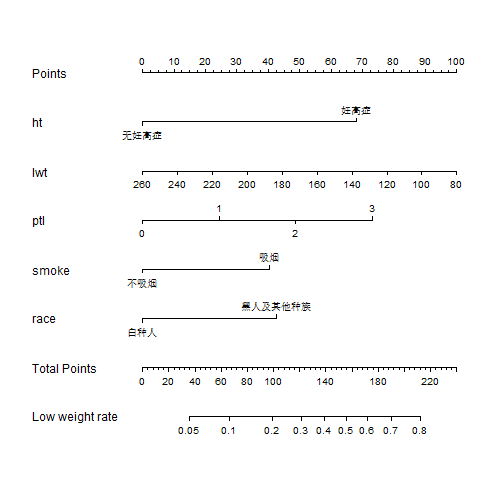 Points 0 10 20 30 40 50 60 70 80 90 100
ht 无妊高症 妊高症
lwt 260 240 220 200 180 160 140 120 100 80
ptl 0 1 2 3
smoke 不吸烟 吸烟
race 白种人 黑人及其他种族
Total Points 0 20 40 60 80 100 140 180 220
Low weight rate 0.05 0.1 0.2 0.3 0.4 0.5 0.6 0.7 0.8